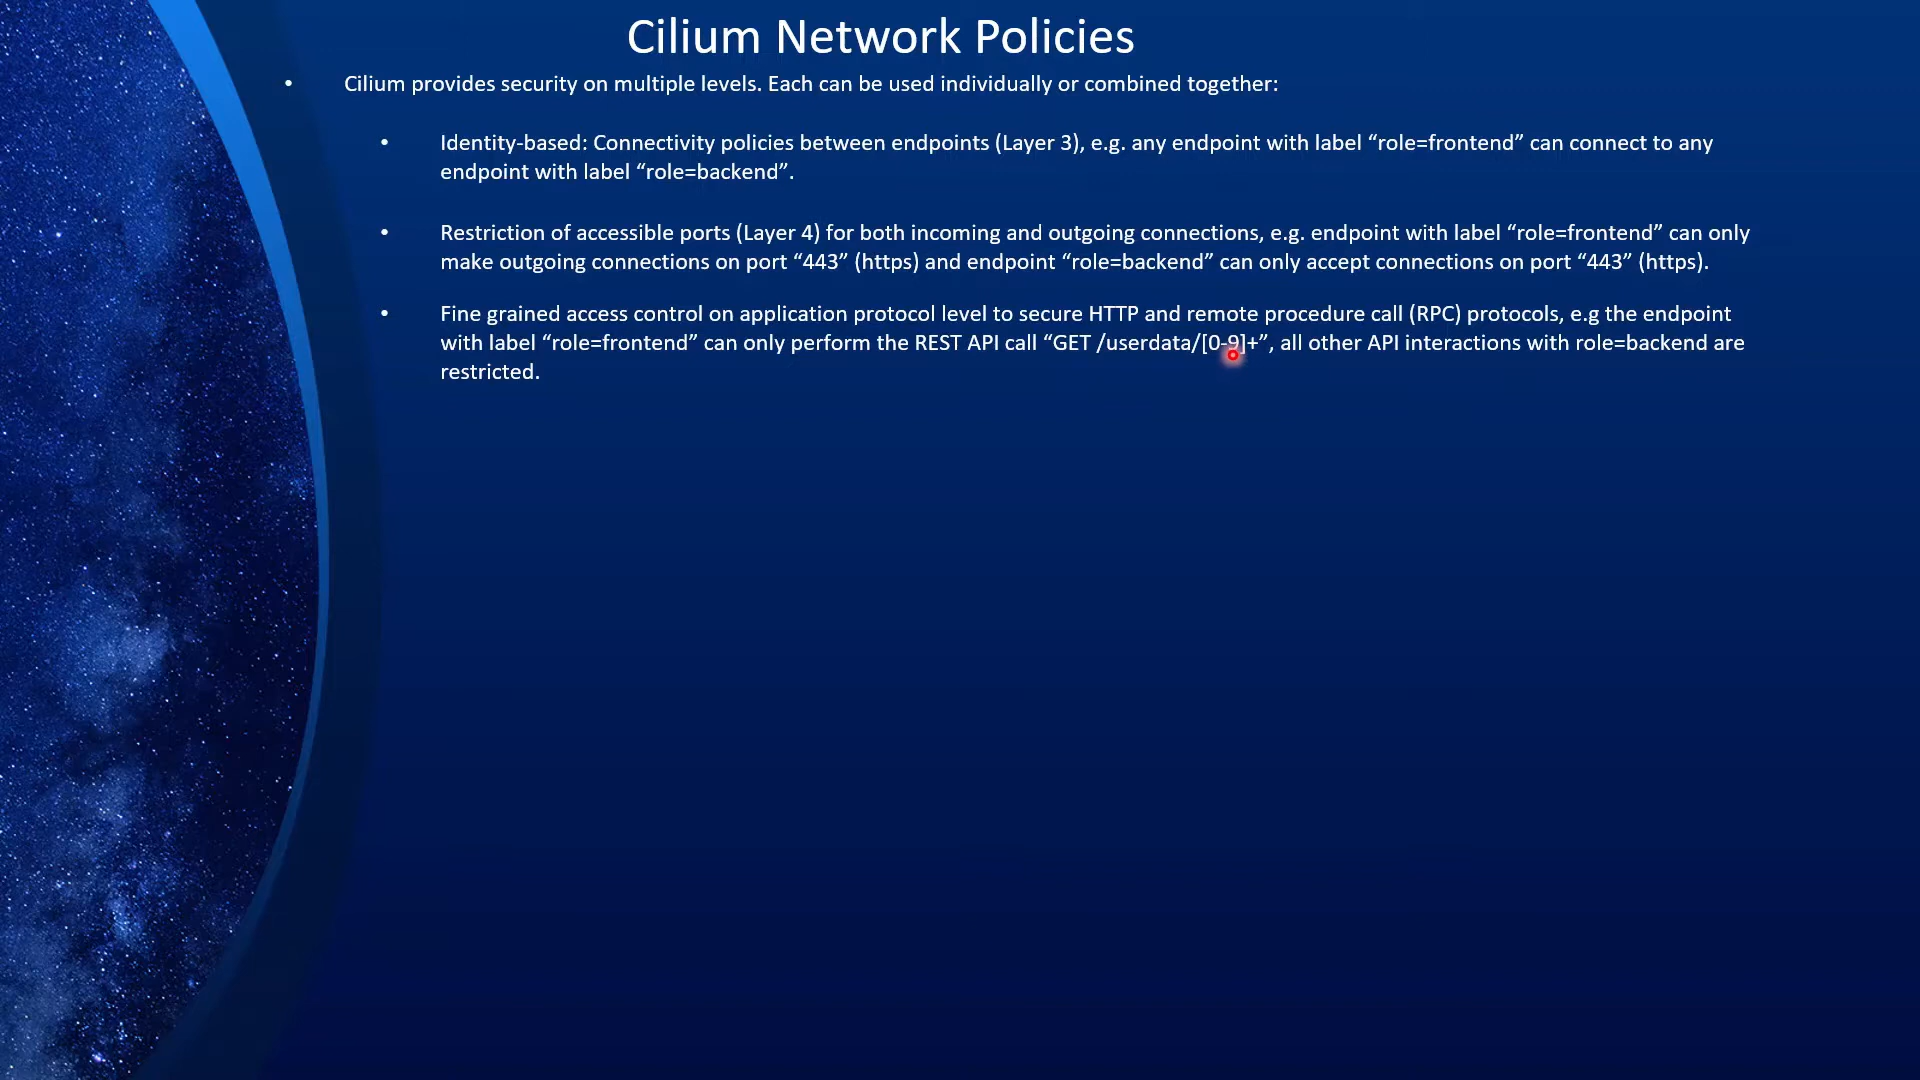 Cilium Network Policies
• Cilium provides security on multiple levels. Each can be used individually or combined together:
• Identity-based: Connectivity policies between endpoints (Layer 3), e.g. any endpoint with label “role=frontend” can connect to any
endpoint with label “role=backend”.
• Restriction of accessible ports (Layer 4) for both incoming and outgoing connections, e.g. endpoint with label “role=frontend” can only
make outgoing connections on port “443” (https) and endpoint “role=backend” can only accept connections on port “443” (https).
• Fine grained access control on application protocol level to secure HTTP and remote procedure call (RPC) protocols, e.g the endpoint
with label “role=frontend” can only perform the REST API call “GET /userdata/[0-9]+”, all other API interactions with role=backend are
restricted.